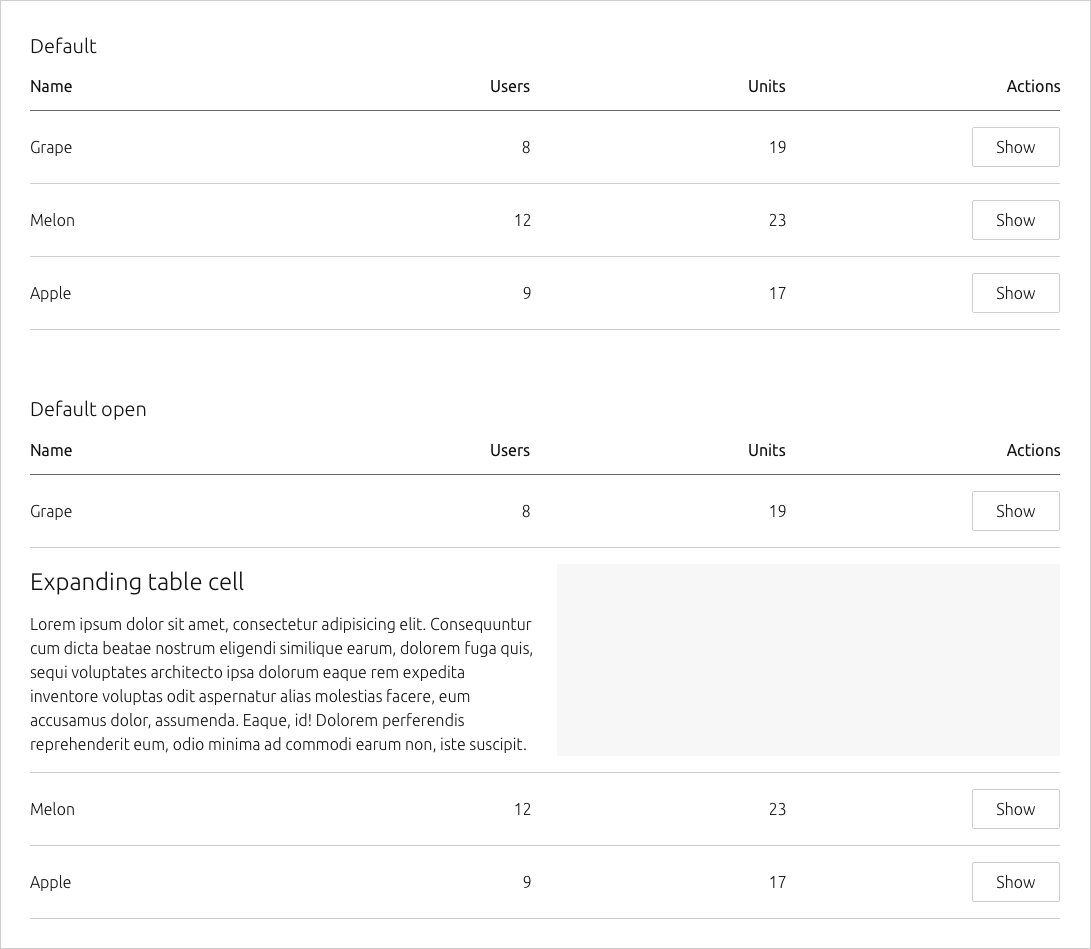 Default
Name Users Units Actions
Grape 8 19 Show
Melon 12 23 Show
Apple 9 17 Show
Default open
Name Users Units Actions
Grape 8 19 Show
Expanding table cell
Lorem ipsum dolor sit amet, consectetur adipisicing elit. Consequuntur
cum dicta beatae nostrum eligendi similique earum, dolorem fuga quis,
sequi voluptates architecto ipsa dolorum eaque rem expedita
inventore voluptas odit aspernatur alias molestias facere, eum
accusamus dolor, assumenda. Eaque, id! Dolorem perferendis
reprehenderit eum, odio minima ad commodi earum non, iste suscipit.
Melon 12 23 Show
Apple 9 17 Show